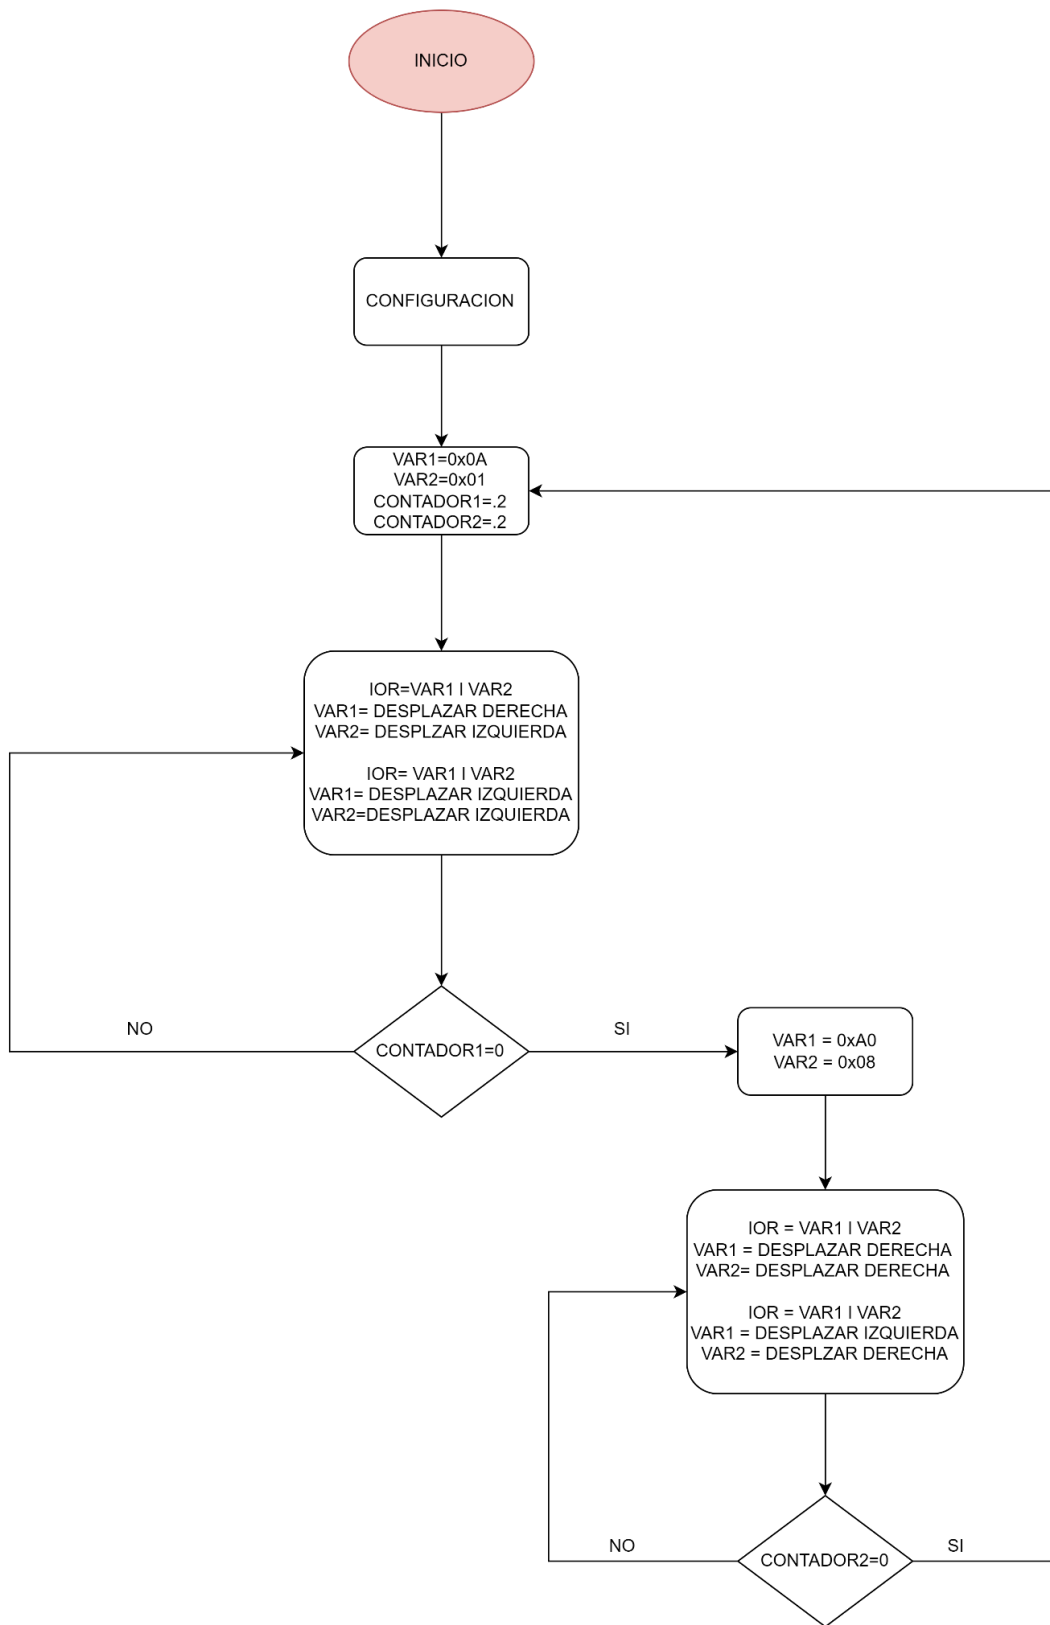 INICIO
CONFIGURACION
VAR1=0x0A
VAR2=0x01
CONTADOR1=.2
CONTADOR2=.2
IOR=VAR1 I VAR2
VAR1= DESPLAZAR DERECHA
VAR2= DESPLZAR IZQUIERDA
IOR= VAR1 I VAR2
VAR1= DESPLAZAR IZQUIERDA
VAR2=DESPLAZAR IZQUIERDA
NO
CONTADOR1=0
SI
VAR1 = 0xA0
VAR2 = 0x08
IOR = VAR1 I VAR2
VAR1 = DESPLAZAR DERECHA
VAR2= DESPLAZAR DERECHA
IOR = VAR1 I VAR2
VAR1 = DESPLAZAR IZQUIERDA
VAR2 = DESPLZAR DERECHA
NO
CONTADOR2=0
SI